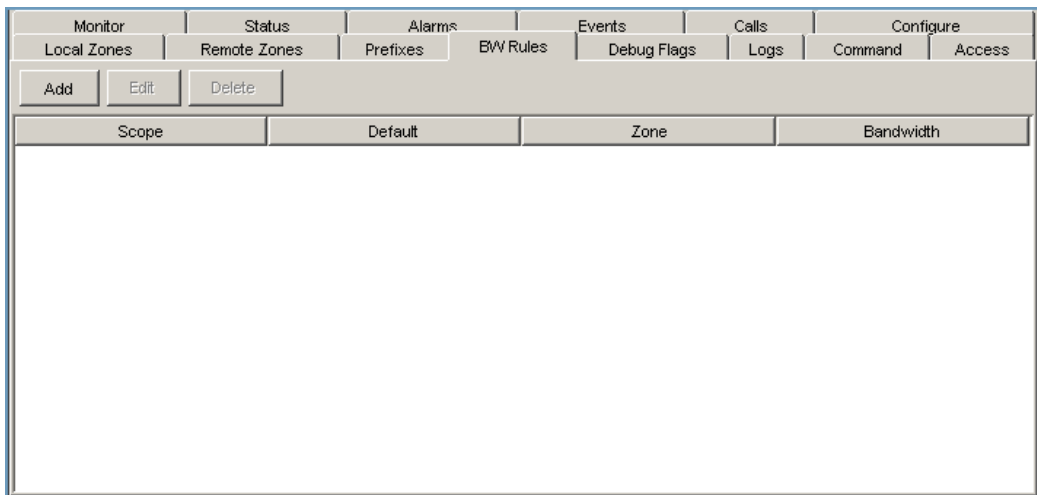 Monitor Status Alarms Events Calls Configure
Local Zones Remote Zones Prefixes BW Rules Debug Flags Logs Command Access
Add Edit Delete
Scope Default Zone Bandwidth